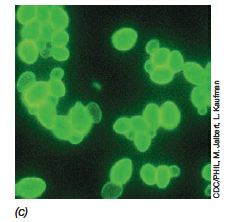 CDC/PHIL, M. Jalbert, L. Kaufman
(c)